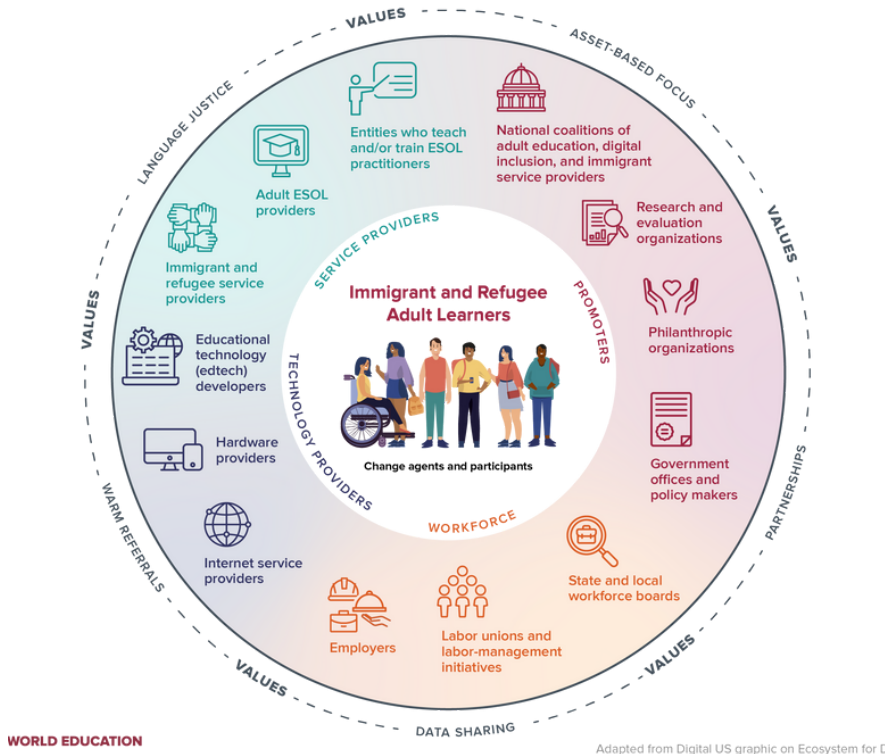 VALUES
ASSET-BASED FOCUS
LANGUAGE JUSTICE
Entities who teach
and/or train ESOL
practitioners
National coalitions of
adult education, digital
inclusion, and immigrant
service providers
Adult ESOL
providers
Research and
evaluation
organizations
SERVICE PROVIDERS
VALUES
Immigrant and
refugee service
providers
Immigrant and Refugee
Adult Learners
PROMOTERS
VALUES
Philanthropic
organizations
Educational
technology
(edtech)
developers
TECHNOLOGY PROVIDERS
Hardware
providers
Change agents and participants
Government
offices and
policy makers
PARTNERSHIPS
WARM REFERRALS
WORKFORCE
Internet service
providers
State and local
workforce boards
Employers
Labor unions and
labor-management
initiatives
VALUES
VALUES
DATA SHARING
WORLD EDUCATION
Adapted from Digital US graphic on Ecosystem for D